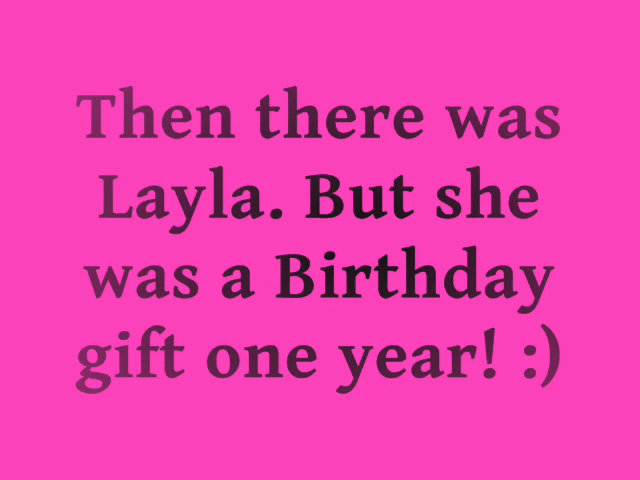 Then there was
Layla. But she
was a Birthday
gift one year! :)